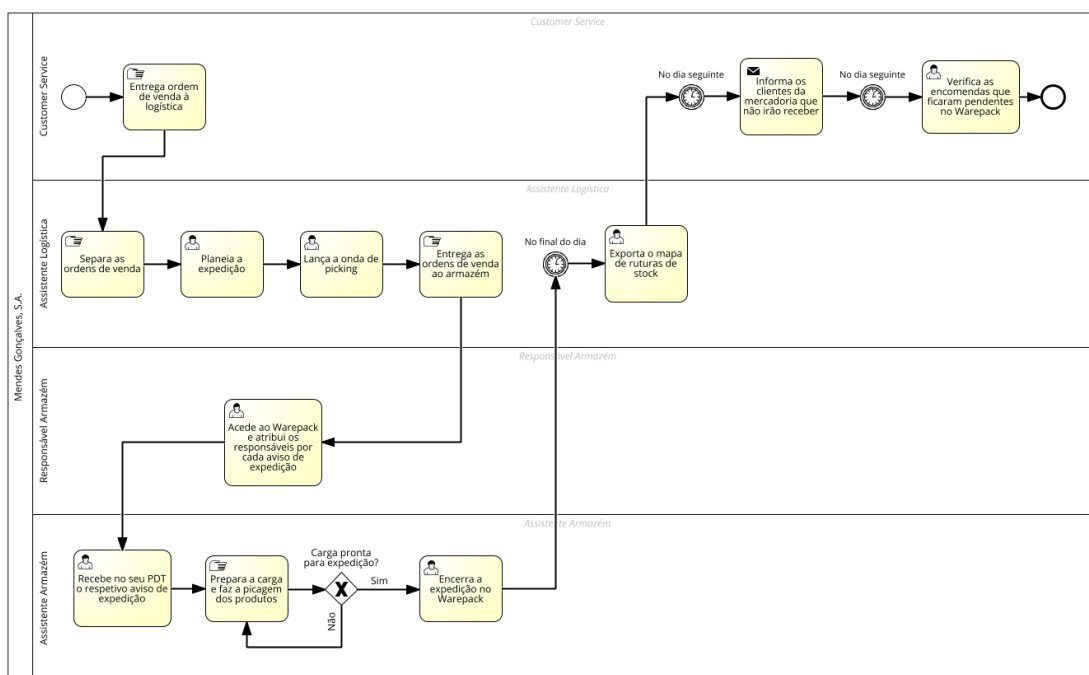 Mendes Gonçalves, S.A.
Customer Service
Customer Service
Entrega ordem
de venda à
logística
No dia seguinte
Informa os
clientes da
mercadoria que
não irão receber
No dia seguinte
Verifica as
encomendas que
ficaram pendentes
no Warepack
Assistente Logística
Assistente Logística
Separa as
ordens de venda
Planeia a
expedição
Lança a onda de
picking
Entrega as
ordens de venda
ao armazém
No final do dia
Exporta o mapa
de ruturas de
stock
Responsável Armazém
Responsável Armazém
Acede ao Warepack
e atribui os
responsáveis por
cada aviso de
expedição
Assistente Armazém
Assistente Armazém
Recebe no seu PDT
o respetivo aviso de
expedição
Prepara a carga
e faz a picagem
dos produtos
Carga pronta
para expedição?
Sim
Não
Encerra a
expedição no
Warepack